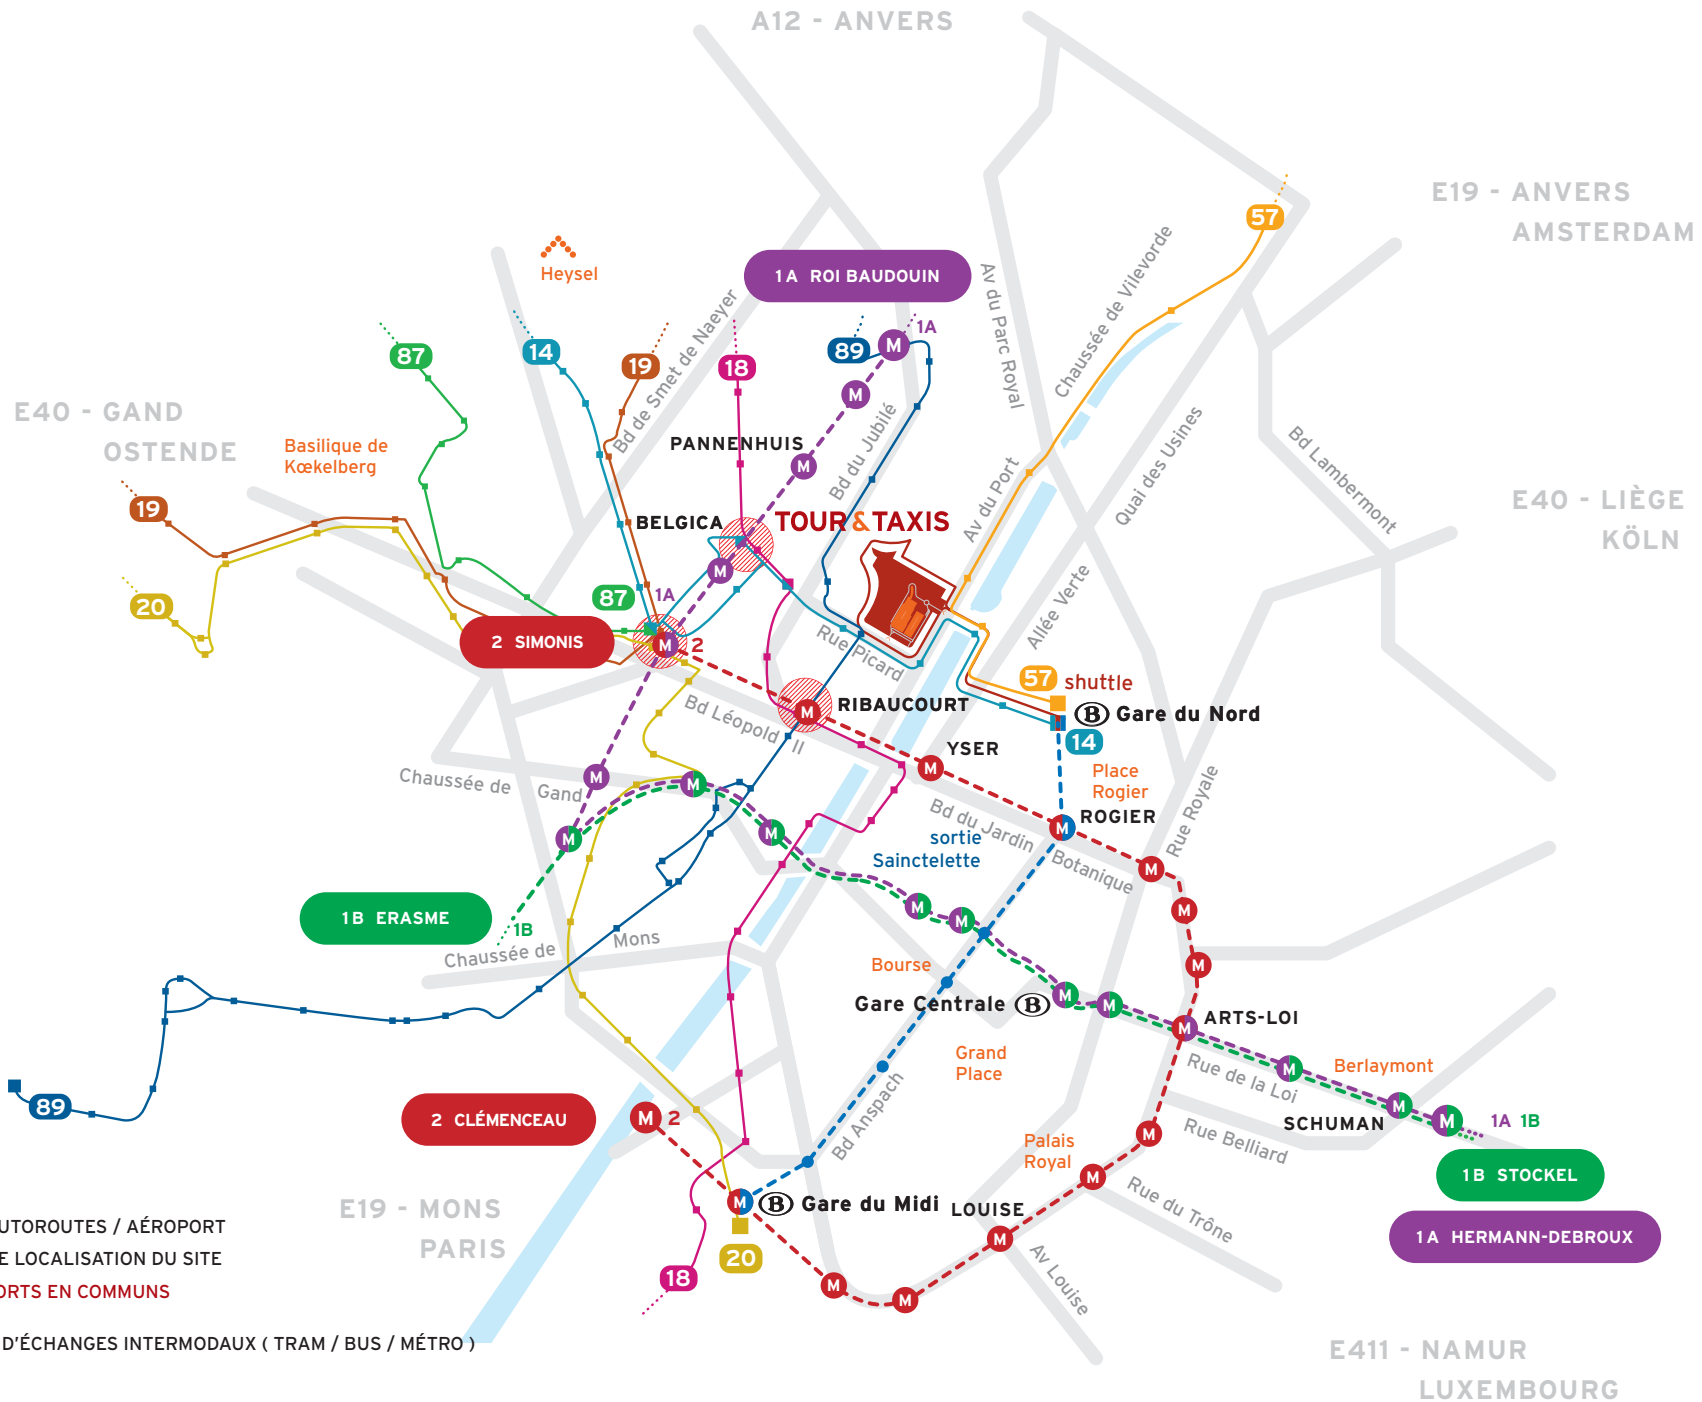 A12 - ANVERS
E19 - ANVERS
AMSTERDAM
57
Heysel
1A ROI BAUDOUIN
1A
87
14
19
18
89
Bd de Smet de Naeyer
Av du Parc Royal
Chaussée de Vilevorde
E40 - GAND
OSTENDE
Basilique de
Kœkelberg
PANNENHUIS
Bd du Jubilé
Quai des Usines
Bd Lambermont
19
BELGICA
TOUR&TAXIS
Av du Port
E40 - LIÈGE
KÖLN
20
87
1A
2 SIMONIS
2
Rue Picard
Allée Verte
57
shuttle
B Gare du Nord
14
RIBAUCOURT
Bd Léopold II
YSER
Place
Rogier
ROGIER
Chaussée de Gand
Bd du Jardin Botanique
Rue Royale
sortie
Sainctelette
1B ERASME
1B
Chaussée de Mons
Bourse
Gare Centrale B
ARTS-LOI
Grand
Place
Rue de la Loi
Berlaymont
89
2 CLÉMENCEAU
M 2
Bd Anspach
SCHUMAN
1A 1B
Palais
Royal
Rue Belliard
1B STOCKEL
E19 - MONS
PARIS
B Gare du Midi
LOUISE
Rue du Trône
1A HERMANN-DEBROUX
20
18
Av Louise
UTOROUTES / AÉROPORT
E LOCALISATION DU SITE
ORTS EN COMMUNS
D'ÉCHANGES INTERMODAUX ( TRAM / BUS / MÉTRO )
E411 - NAMUR
LUXEMBOURG